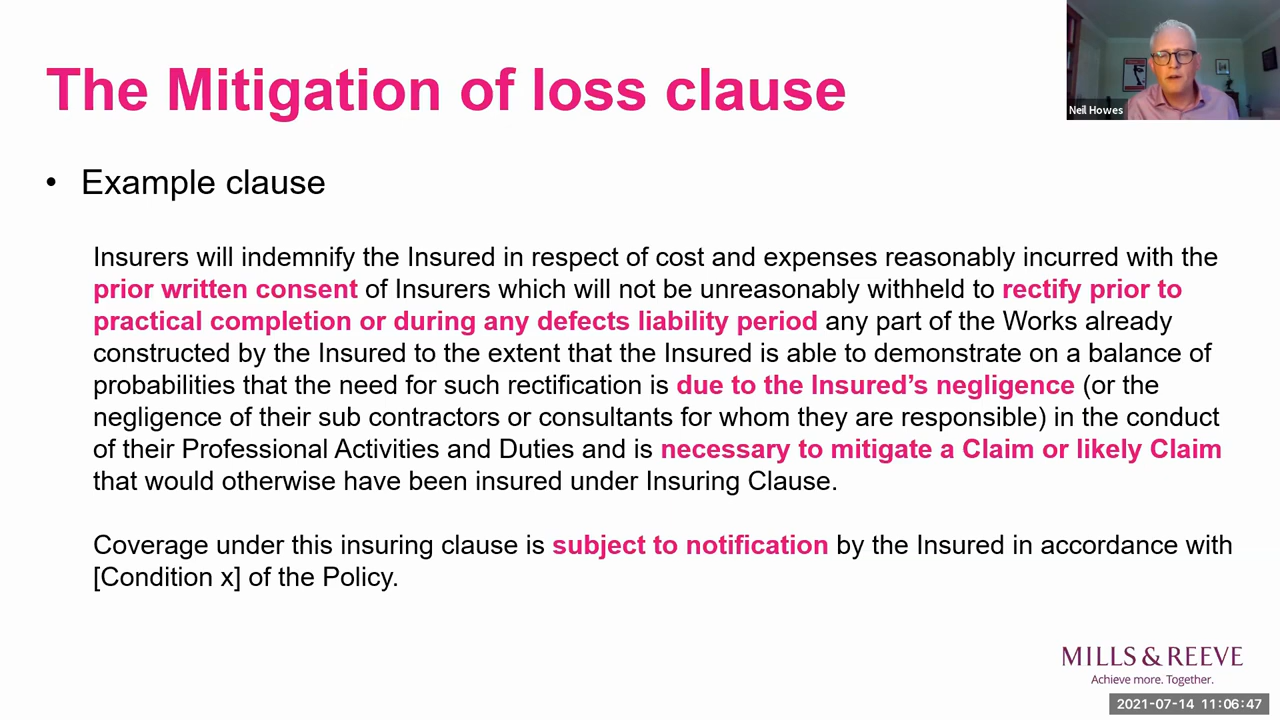 The Mitigation of loss clause
Neil Howes
• Example clause
Insurers will indemnify the Insured in respect of cost and expenses reasonably incurred with the
prior written consent of Insurers which will not be unreasonably withheld to rectify prior to
practical completion or during any defects liability period any part of the Works already
constructed by the Insured to the extent that the Insured is able to demonstrate on a balance of
probabilities that the need for such rectification is due to the Insured’s negligence (or the
negligence of their sub contractors or consultants for whom they are responsible) in the conduct
of their Professional Activities and Duties and is necessary to mitigate a Claim or likely Claim
that would otherwise have been insured under Insuring Clause.
Coverage under this insuring clause is subject to notification by the Insured in accordance with
[Condition x] of the Policy.
MILLS & REEVE
Achieve more. Together.
2021-07-14 11:06:47